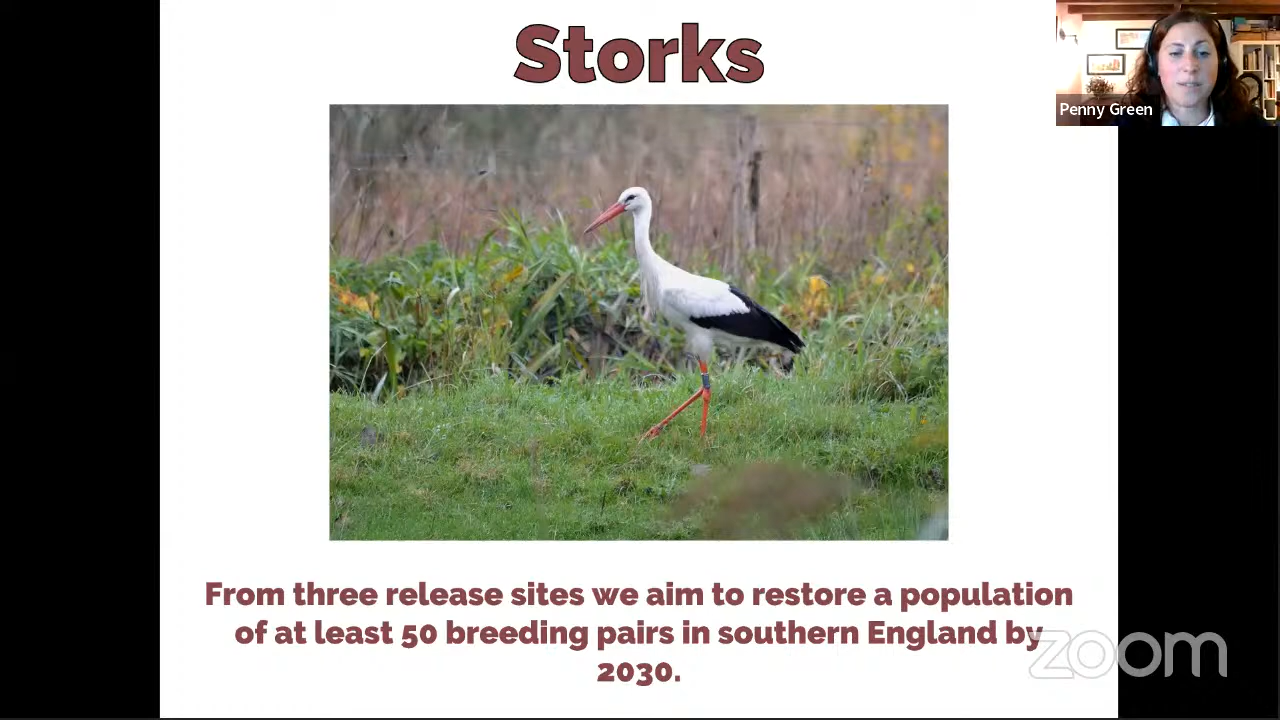 Storks
Penny Green
From three release sites we aim to restore a population
of at least 50 breeding pairs in southern England by
2030.
zoom